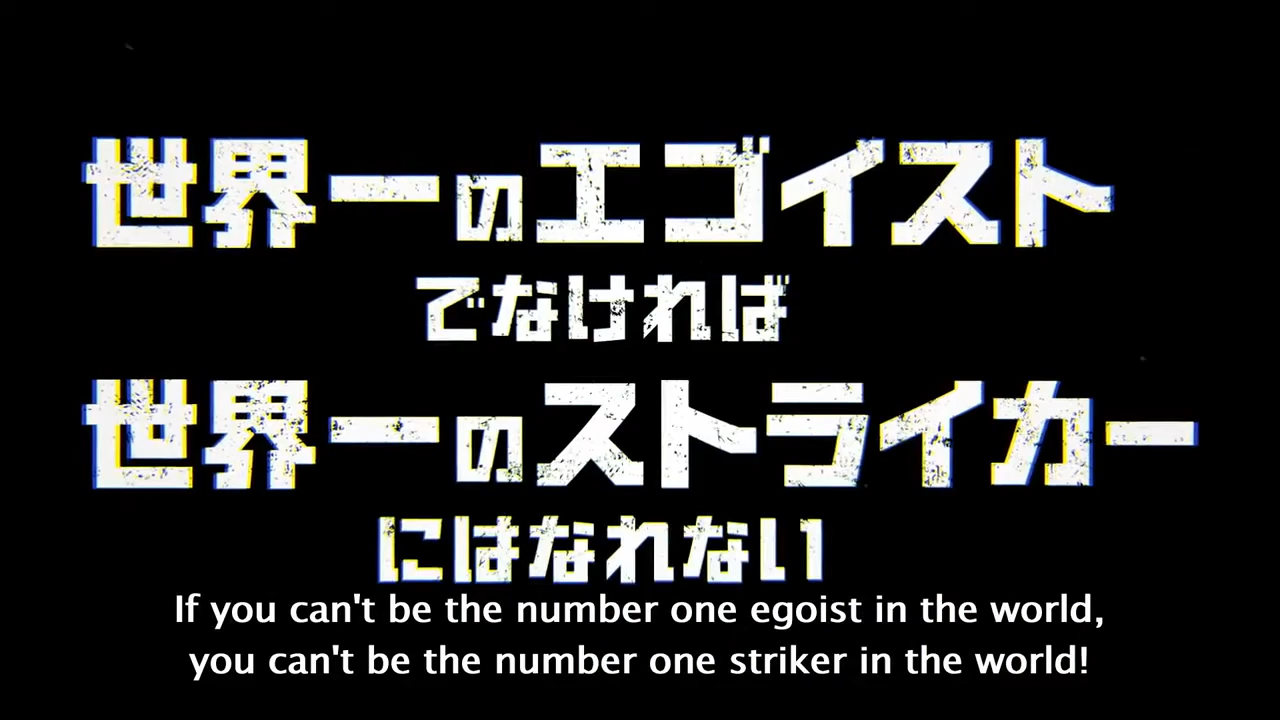 世界一のエゴイスト
でなければ
世界一のストライカー
にはなれない
If you can't be the number one egoist in the world,
you can't be the number one striker in the world!